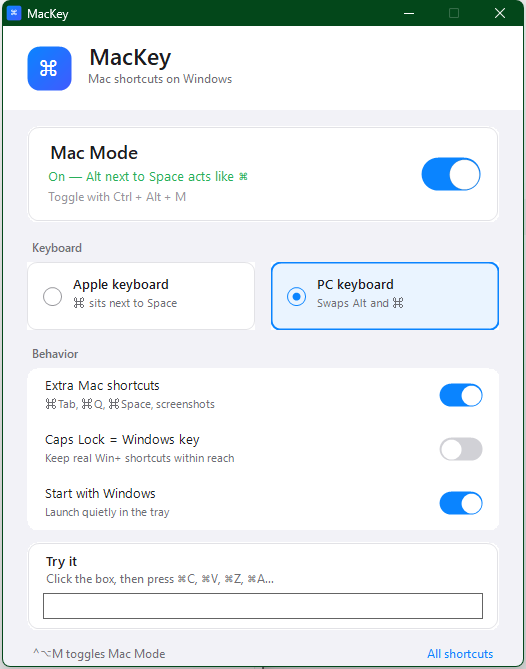 MacKey
⌘
MacKey
Mac shortcuts on Windows
Mac Mode
On — Alt next to Space acts like ⌘
Toggle with Ctrl + Alt + M
Keyboard
Apple keyboard
⌘ sits next to Space
PC keyboard
Swaps Alt and ⌘
Behavior
Extra Mac shortcuts
⌘Tab, ⌘Q, ⌘Space, screenshots
Caps Lock = Windows key
Keep real Win+ shortcuts within reach
Start with Windows
Launch quietly in the tray
Try it
Click the box, then press ⌘C, ⌘V, ⌘Z, ⌘A...
^⌥M toggles Mac Mode
All shortcuts